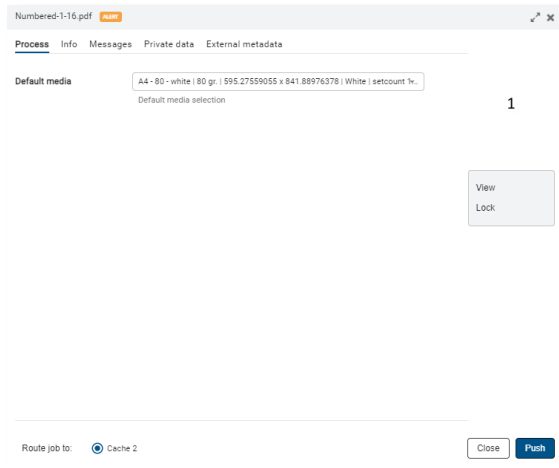 Numbered-1-16.pdf ALERT
Process Info Messages Private data External metadata
Default media A4 - 80 - white | 80 gr. | 595.27559055 x 841.88976378 | White | setcount 1
Default media selection
1
View
Lock
Route job to: Cache 2 Close Push